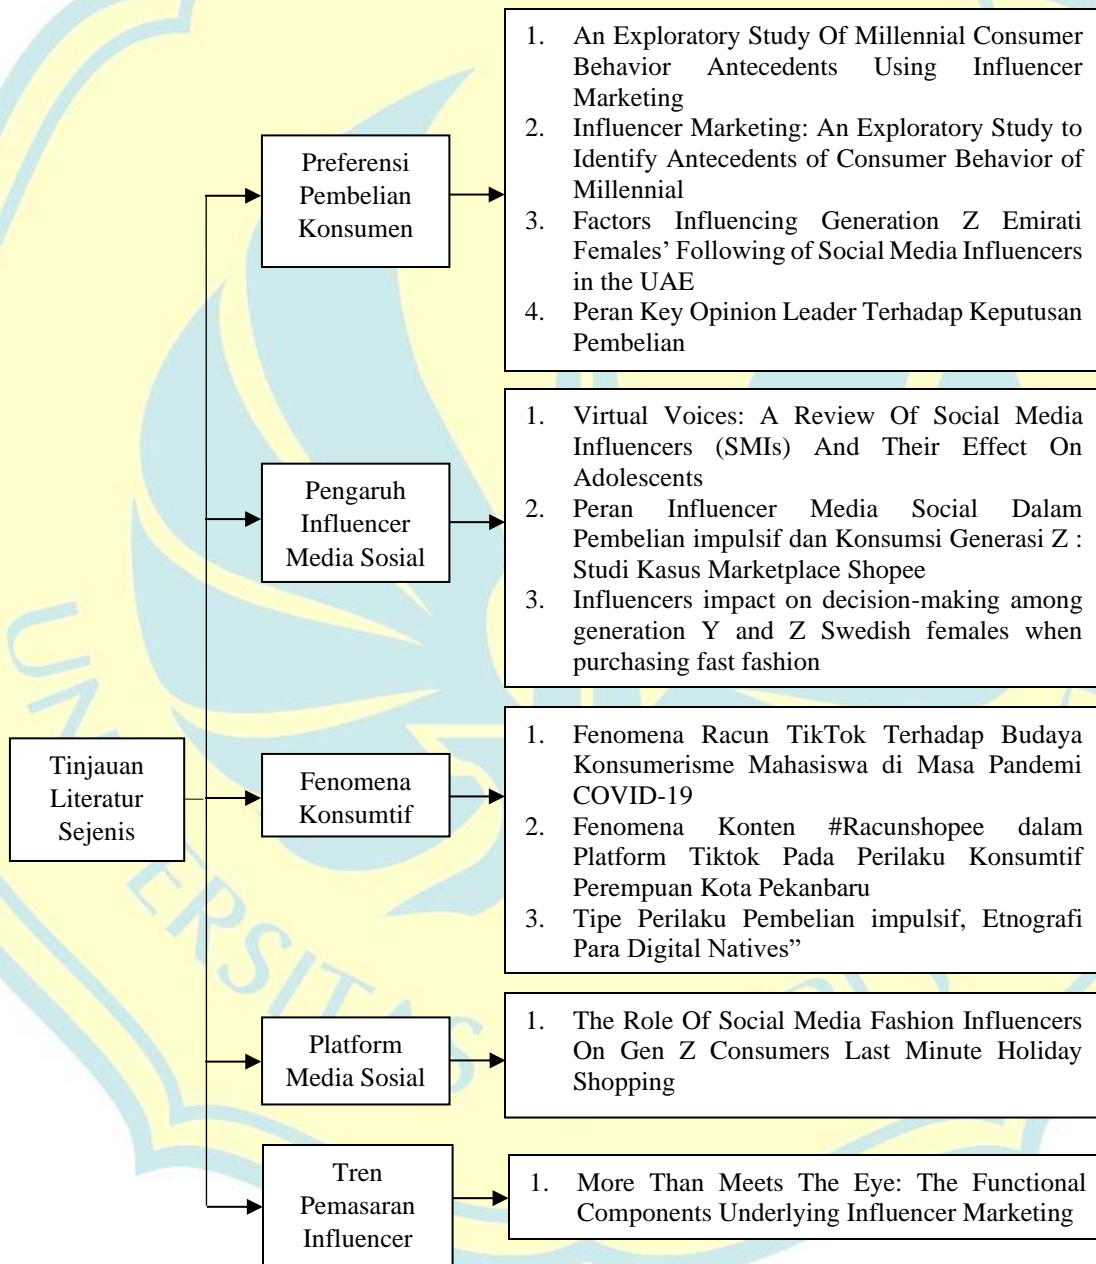 Tinjauan
Literatur
Sejenis
Preferensi
Pembelian
Konsumen
1. An Exploratory Study Of Millennial Consumer
Behavior Antecedents Using Influencer
Marketing
2. Influencer Marketing: An Exploratory Study to
Identify Antecedents of Consumer Behavior of
Millennial
3. Factors Influencing Generation Z Emirati
Females’ Following of Social Media Influencers
in the UAE
4. Peran Key Opinion Leader Terhadap Keputusan
Pembelian
Pengaruh
Influencer
Media Sosial
1. Virtual Voices: A Review Of Social Media
Influencers (SMIs) And Their Effect On
Adolescents
2. Peran Influencer Media Social Dalam
Pembelian impulsif dan Konsumsi Generasi Z :
Studi Kasus Marketplace Shopee
3. Influencers impact on decision-making among
generation Y and Z Swedish females when
purchasing fast fashion
Fenomena
Konsumtif
1. Fenomena Racun TikTok Terhadap Budaya
Konsumerisme Mahasiswa di Masa Pandemi
COVID-19
2. Fenomena Konten #Racunshopee dalam
Platform Tiktok Pada Perilaku Konsumtif
Perempuan Kota Pekanbaru
3. Tipe Perilaku Pembelian impulsif, Etnografi
Para Digital Natives”
Platform
Media Sosial
1. The Role Of Social Media Fashion Influencers
On Gen Z Consumers Last Minute Holiday
Shopping
Tren
Pemasaran
Influencer
1. More Than Meets The Eye: The Functional
Components Underlying Influencer Marketing
UNIVERSITAS